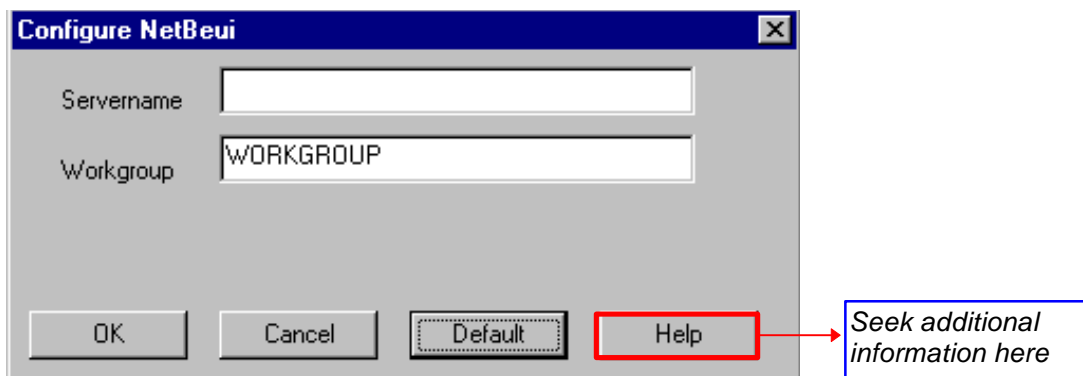 Configure NetBeui
Servername
Workgroup
WORKGROUP
OK
Cancel
Default
Help
Seek additional
information here